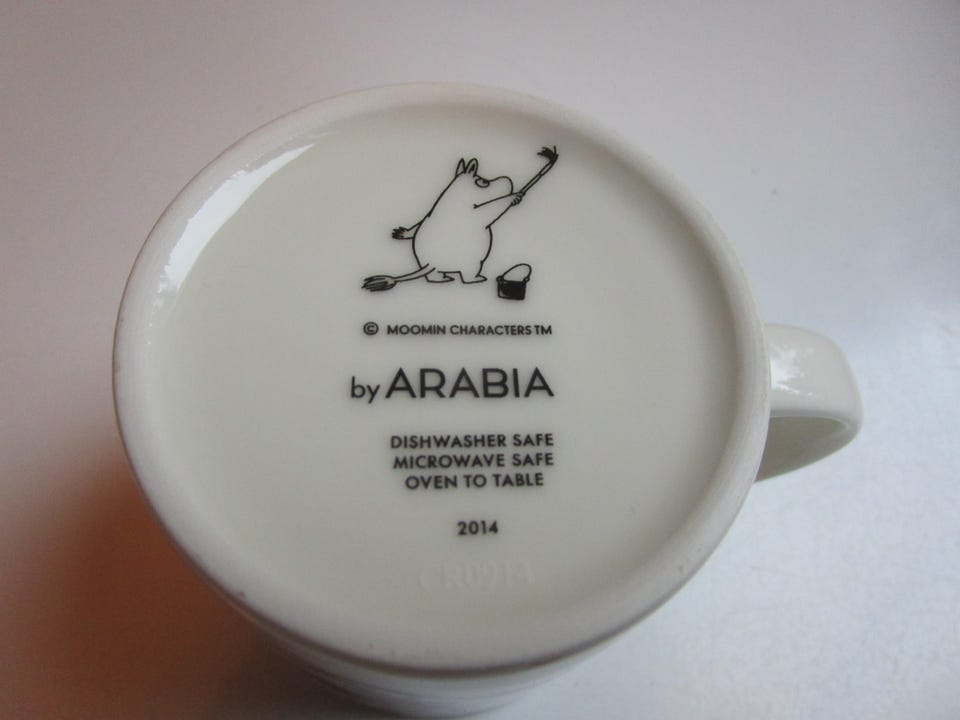 © MOOMIN CHARACTERS TM
by ARABIA
DISHWASHER SAFE
MICROWAVE SAFE
OVEN TO TABLE
2014